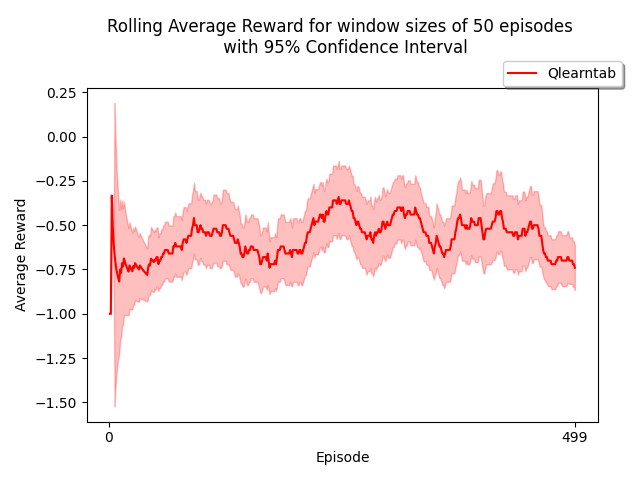 Rolling Average Reward for window sizes of 50 episodes
with 95% Confidence Interval
Qlearntab
0.25
0.00
−0.25
−0.50
−0.75
−1.00
−1.25
−1.50
Average Reward
0
499
Episode